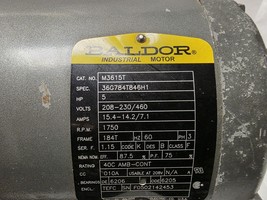 BALDOR
INDUSTRIAL MOTOR
CAT. NO. M3615T
SPEC. 36G784T846H1
HP 5
VOLTS 208-230/460
AMPS 15.4-14.2/7.1
R.P.M. 1750
FRAME 184T HZ 60 PH 3
SER. F. 1.15 CODE K DES B CLASS F
NEMA NOM. EFF. 87.5 % P.F. 75 %
RATING 40C AMB-CONT
CC 010A USABLE AT 208V N/A A
DE 6206 ODE 6205
ENCL TEFC SN